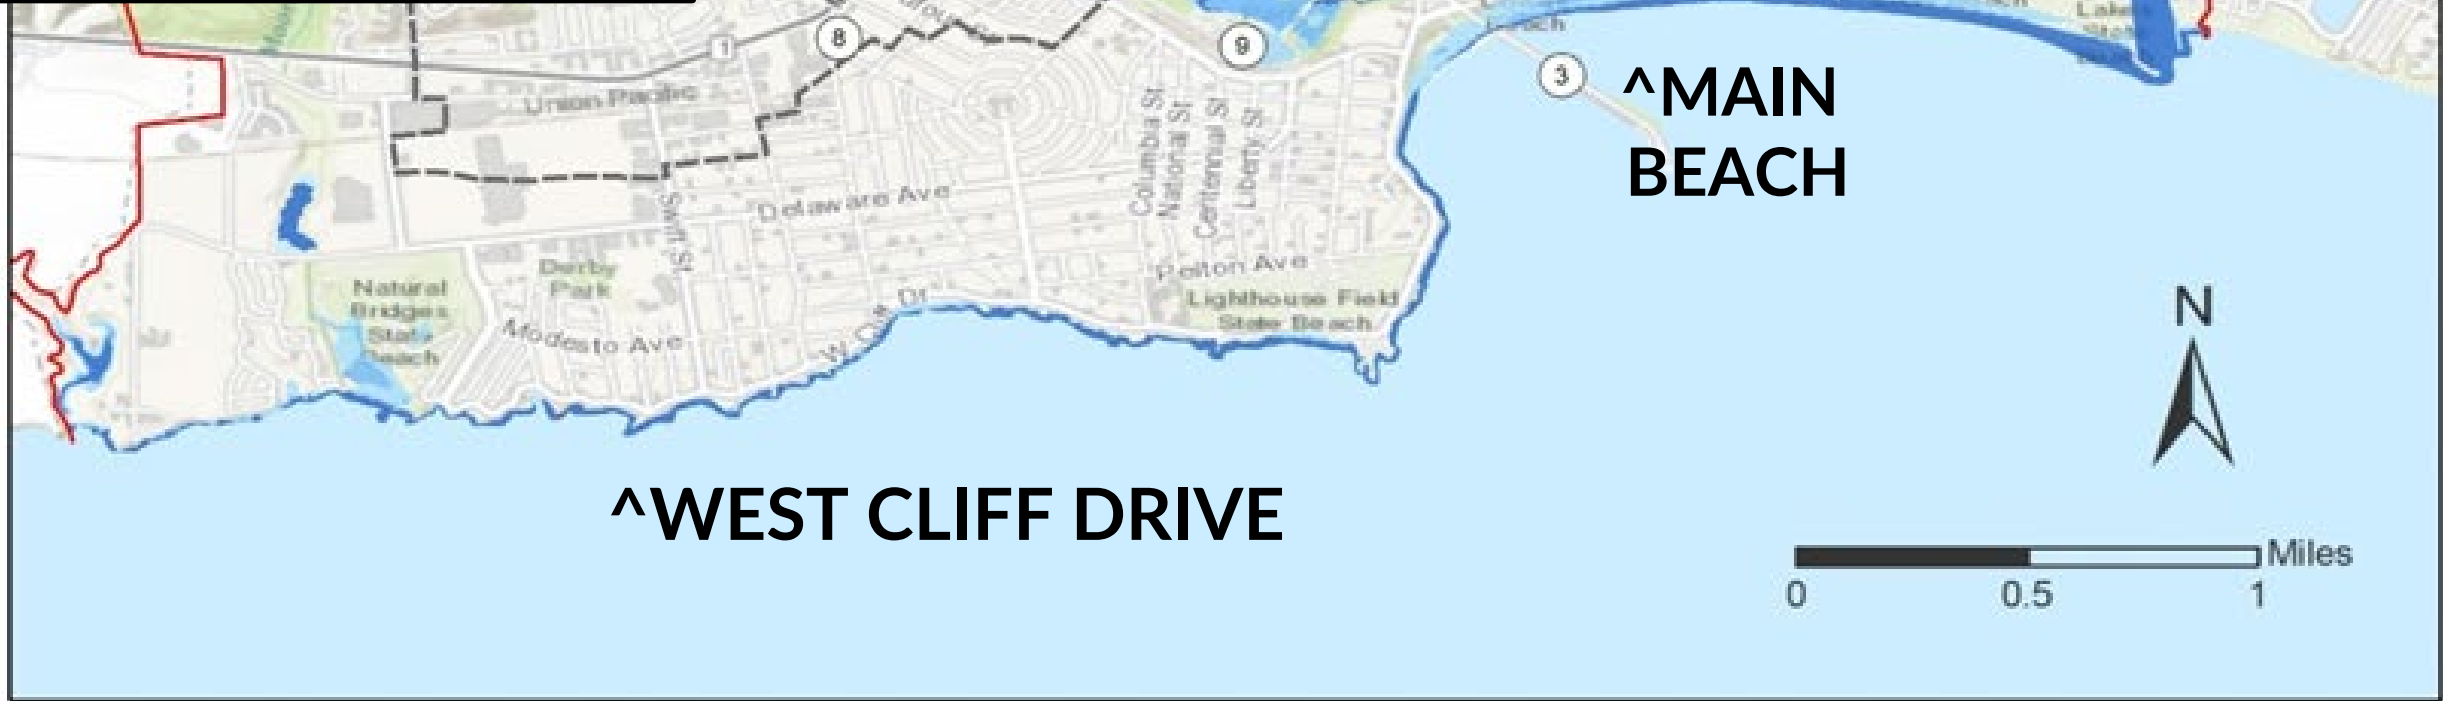 1
8
9
3
^MAIN
BEACH
Union Pacific
Columbia St
National St
Centennial St
Liberty St
Delaware Ave
Swift St
Derby
Park
Natural
Bridges
State
Beach
Pelton Ave
Lighthouse Field
State Beach
W Cliff Dr
Modesto Ave
N
^WEST CLIFF DRIVE
Miles
0 0.5 1